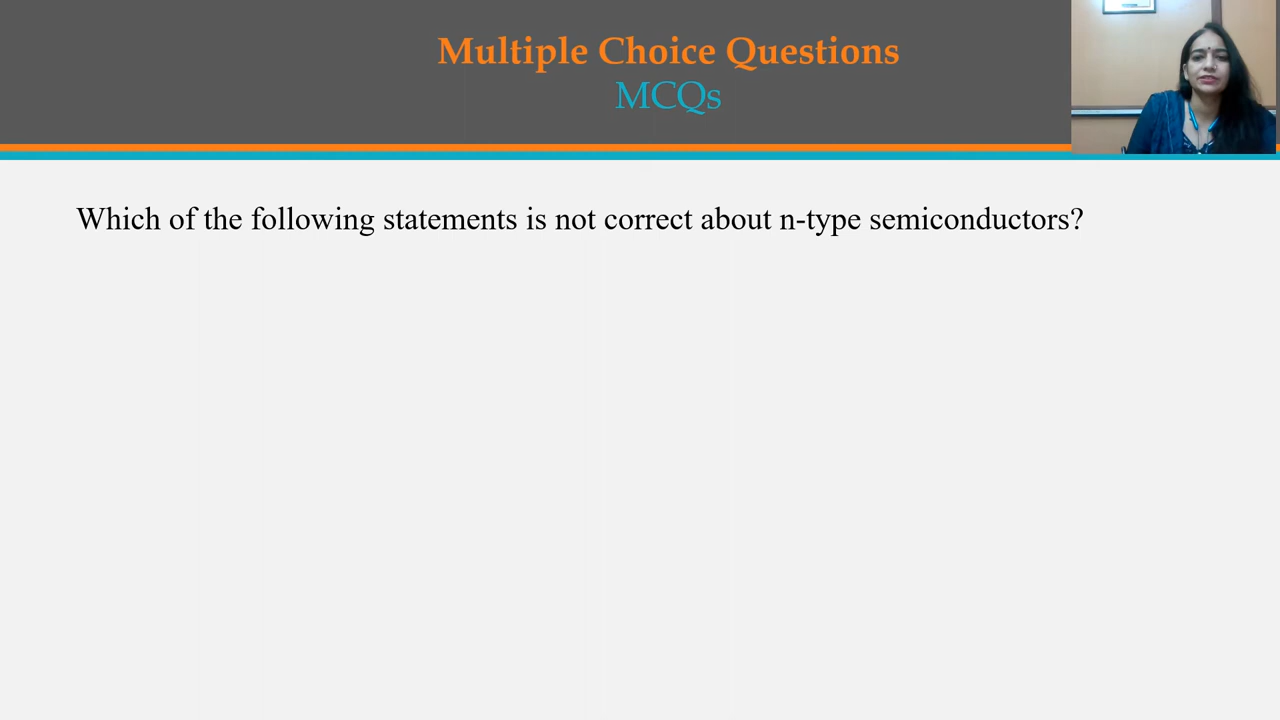 Multiple Choice Questions
MCQs
Which of the following statements is not correct about n-type semiconductors?